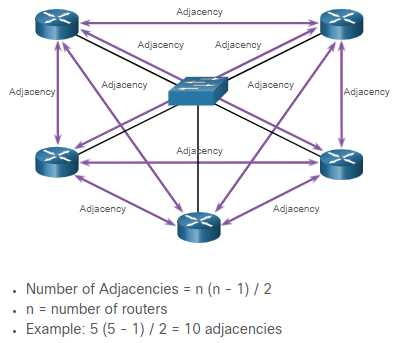 Adjacency
Adjacency
Adjacency
Adjacency
Adjacency
Adjacency
Adjacency
Adjacency
Adjacency
Adjacency
• Number of Adjacencies = n (n - 1) / 2
• n = number of routers
• Example: 5 (5 - 1) / 2 = 10 adjacencies